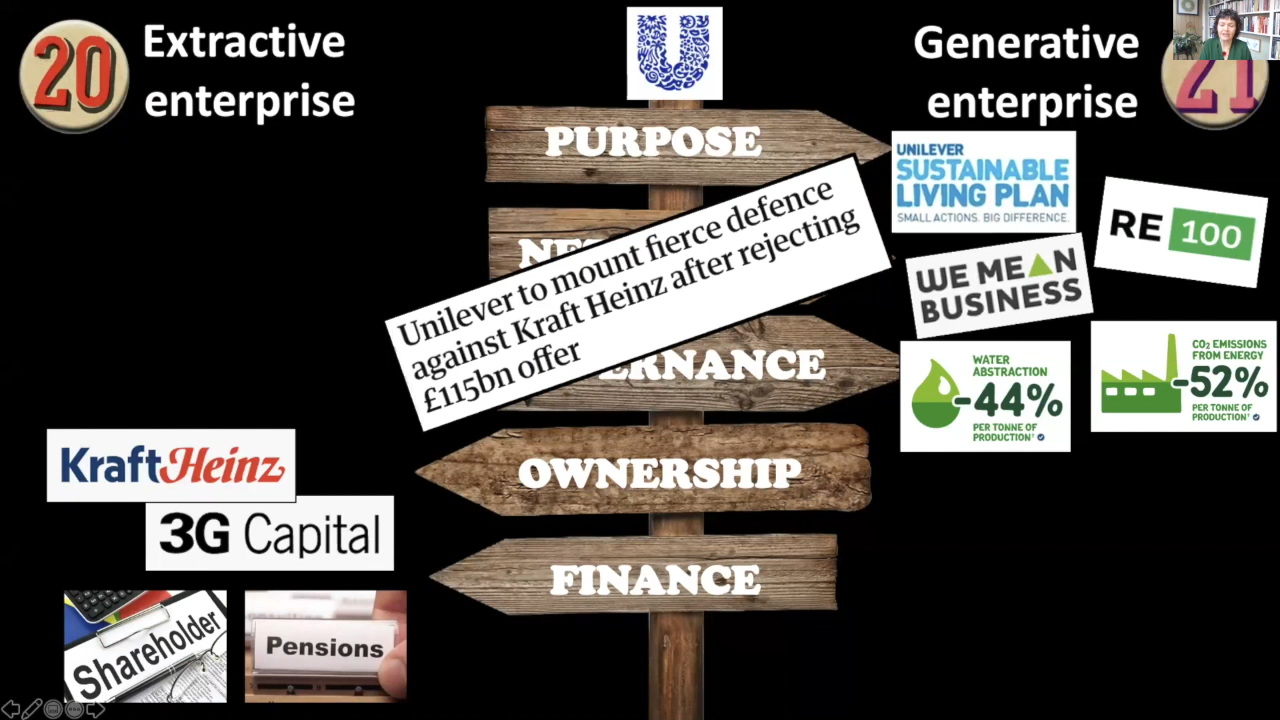 20
Extractive
enterprise
Generative
enterprise
21
PURPOSE
UNILEVER
SUSTAINABLE
LIVING PLAN
SMALL ACTIONS. BIG DIFFERENCE.
RE 100
WE MEAN
BUSINESS
Unilever to mount fierce defence
against Kraft Heinz after rejecting
£115bn offer
ERNANCE
WATER
ABSTRACTION
-44%
PER TONNE OF
PRODUCTION
CO2 EMISSIONS
FROM ENERGY
-52%
PER TONNE OF
PRODUCTION
OWNERSHIP
KraftHeinz
3G Capital
FINANCE
Shareholder
Pensions